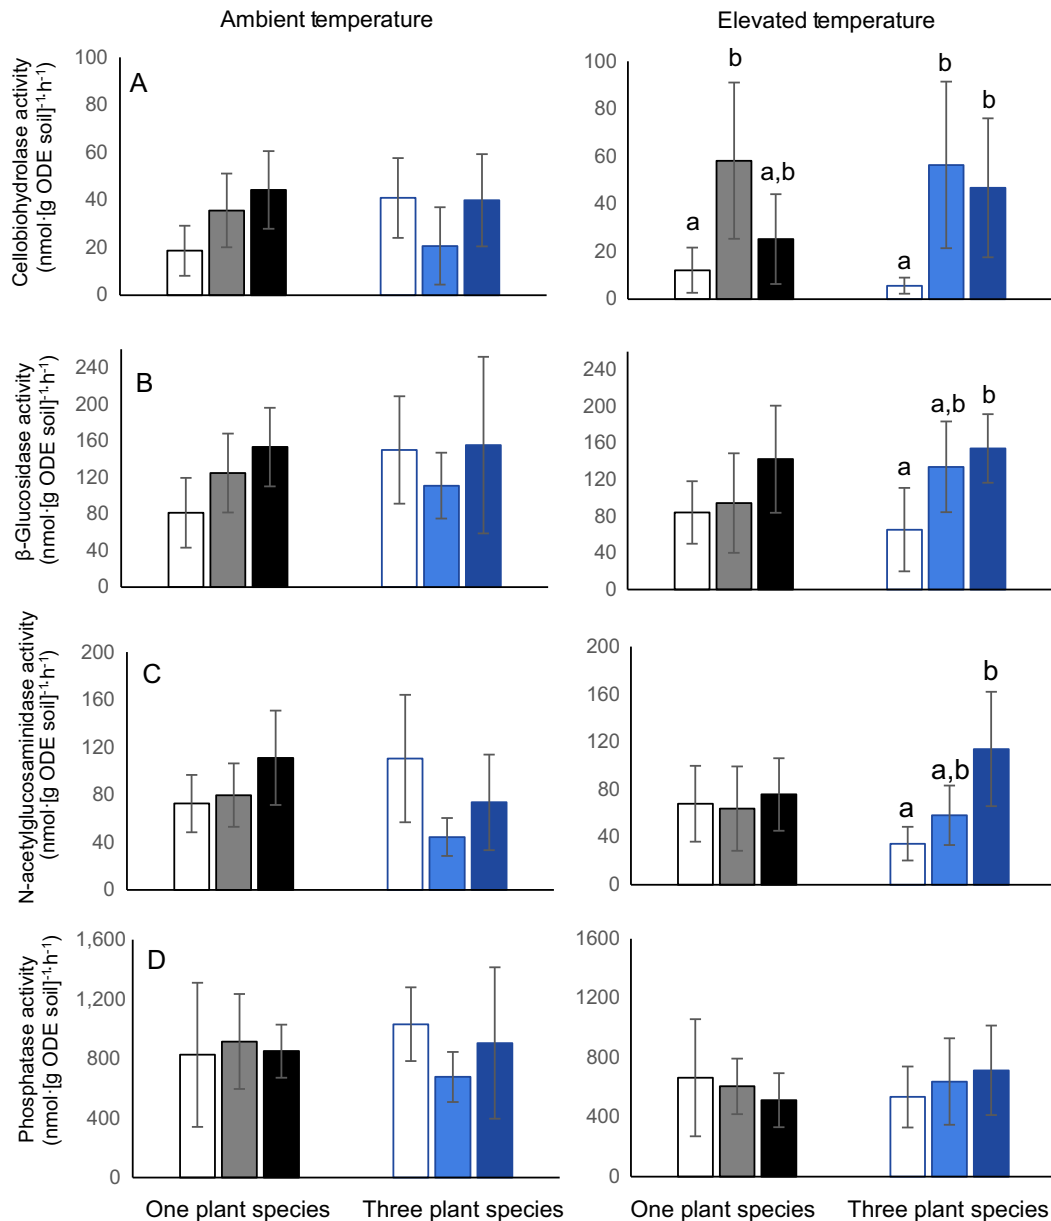 Ambient temperature
Elevated temperature
Cellobiohydrolase activity
(nmol·[g ODE soil]⁻¹·h⁻¹)
A
100
80
60
40
20
0
100
80
60
40
20
0
a
b
a,b
a
b
b
β-Glucosidase activity
(nmol·[g ODE soil]⁻¹·h⁻¹)
B
240
200
160
120
80
40
0
240
200
160
120
80
40
0
a
a,b
b
N-acetylglucosaminidase activity
(nmol·[g ODE soil]⁻¹·h⁻¹)
C
200
160
120
80
40
0
200
160
120
80
40
0
a
a,b
b
Phosphatase activity
(nmol·[g ODE soil]⁻¹·h⁻¹)
D
1,600
1,200
800
400
0
1600
1200
800
400
0
One plant species
Three plant species
One plant species
Three plant species